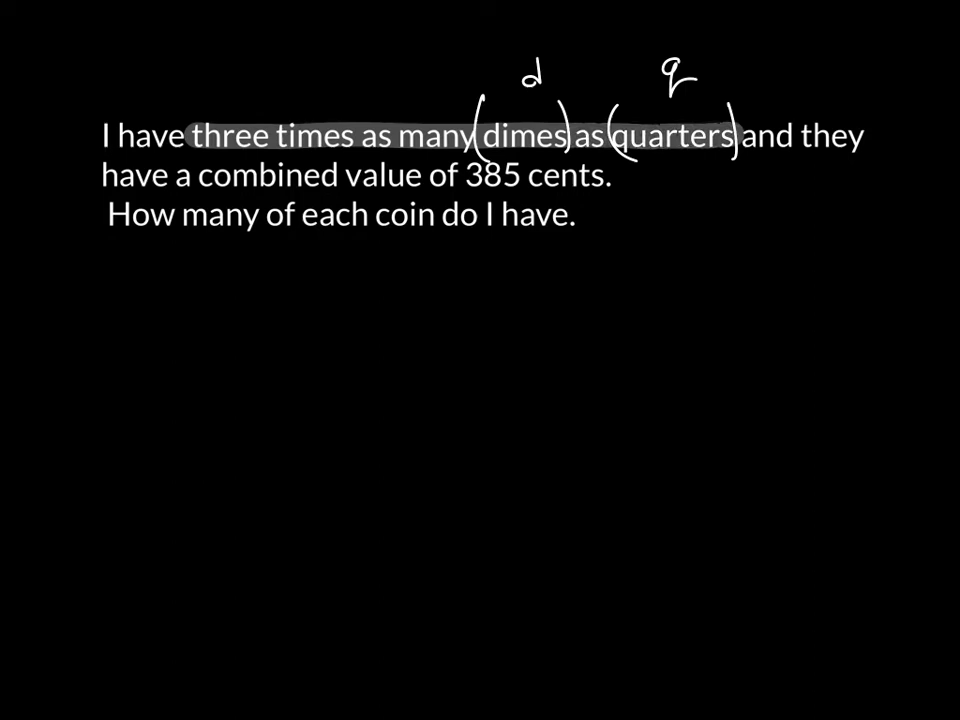 d q
I have three times as many (dimes) as (quarters) and they
have a combined value of 385 cents.
How many of each coin do I have.